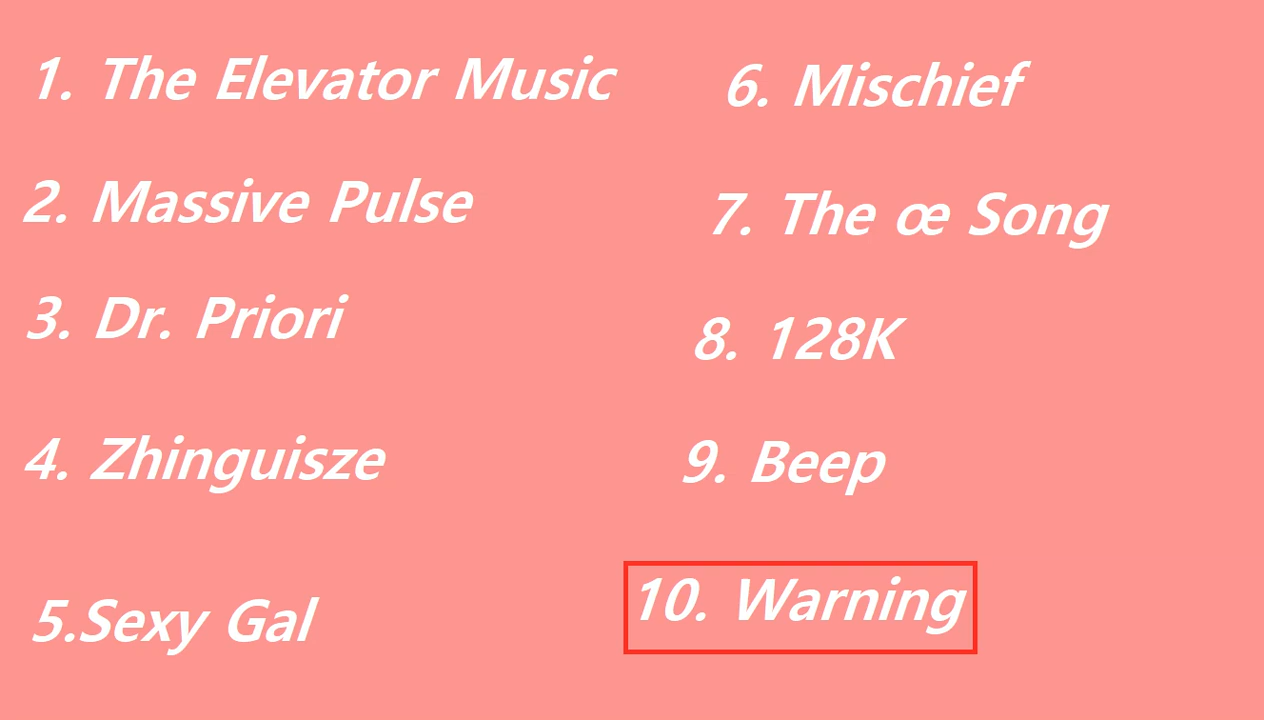 1. The Elevator Music
2. Massive Pulse
3. Dr. Priori
4. Zhinguisze
5.Sexy Gal
6. Mischief
7. The œ Song
8. 128K
9. Beep
10. Warning